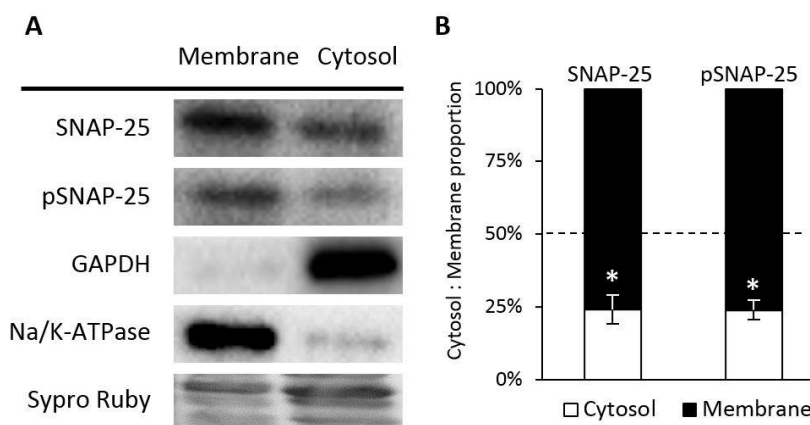 A
Membrane Cytosol
SNAP-25
pSNAP-25
GAPDH
Na/K-ATPase
Sypro Ruby
B
SNAP-25 pSNAP-25
Cytosol : Membrane proportion
100%
75%
50%
25%
0%
*
*
Cytosol Membrane